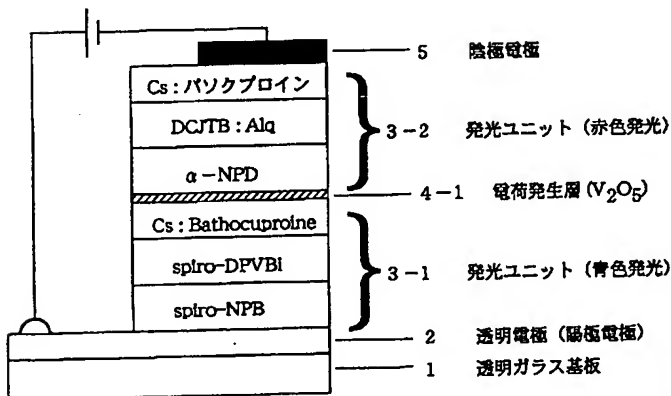 5 陰極電極
Cs:パソクプロイン
DCJTB:Alq
3-2 発光ユニット(赤色発光)
α-NPD
4-1 電荷発生層(V₂O₅)
Cs:Bathocuproine
spiro-DPVBi
3-1 発光ユニット(青色発光)
spiro-NPB
2 透明電極(陽極電極)
1 透明ガラス基板